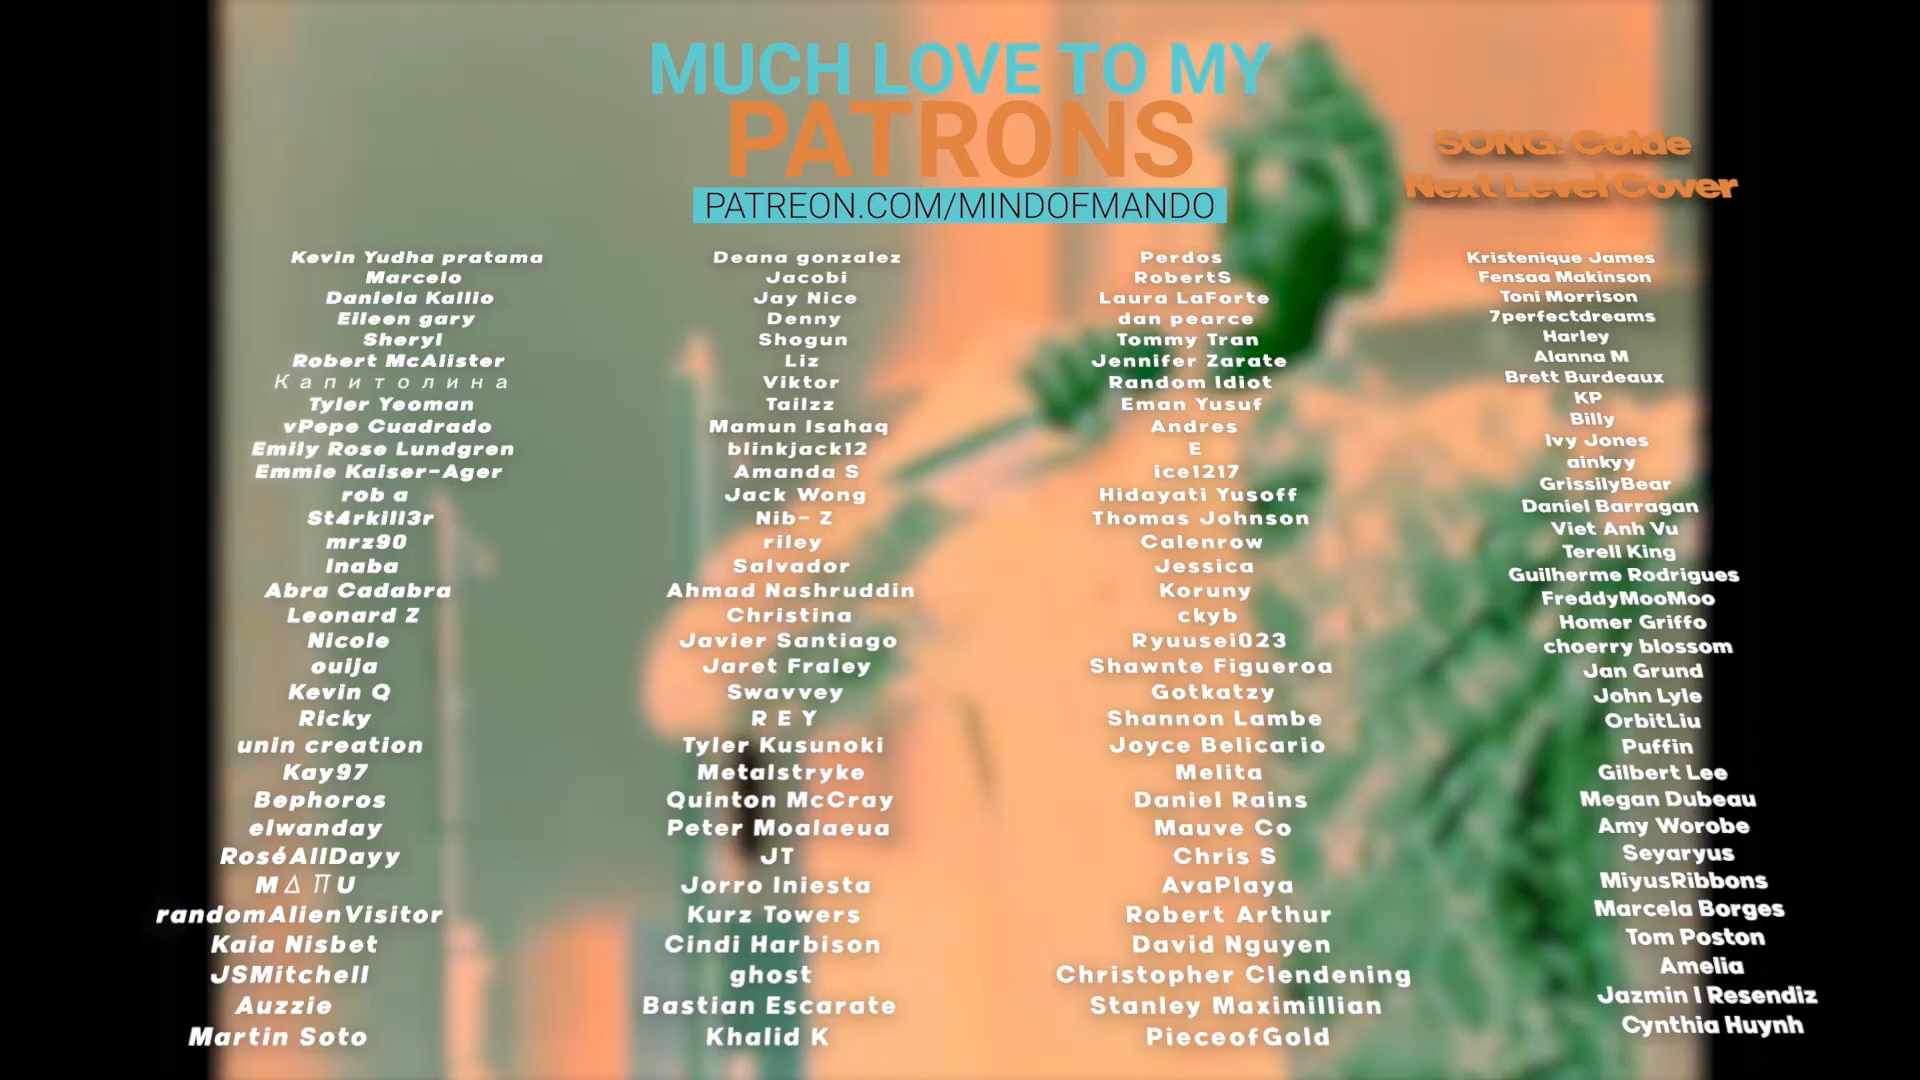 MUCH LOVE TO MY
PATRONS
PATREON.COM/MINDOFMANDO
SONG: Colde
Next Level Cover
Kevin Yudha pratama
Marcelo
Daniela Kallio
Eileen gary
Sheryl
Robert McAlister
Капитолина
Tyler Yeoman
vPepe Cuadrado
Emily Rose Lundgren
Emmie Kaiser-Ager
rob a
St4rkill3r
mrz90
Inaba
Abra Cadabra
Leonard Z
Nicole
ouija
Kevin Q
Ricky
unin creation
Kay97
Bephoros
elwanday
RoséAllDayy
M∆ΠU
randomAlienVisitor
Kaia Nisbet
JSMitchell
Auzzie
Martin Soto
Deana gonzalez
Jacobi
Jay Nice
Denny
Shogun
Liz
Viktor
Tailzz
Mamun Isahaq
blinkjack12
Amanda S
Jack Wong
Nib- Z
riley
Salvador
Ahmad Nashruddin
Christina
Javier Santiago
Jaret Fraley
Swavvey
R E Y
Tyler Kusunoki
Metalstryke
Quinton McCray
Peter Moalaeua
JT
Jorro Iniesta
Kurz Towers
Cindi Harbison
ghost
Bastian Escarate
Khalid K
Perdos
RobertS
Laura LaForte
dan pearce
Tommy Tran
Jennifer Zarate
Random Idiot
Eman Yusuf
Andres
E
ice1217
Hidayati Yusoff
Thomas Johnson
Calenrow
Jessica
Koruny
ckyb
Ryuusei023
Shawnte Figueroa
Gotkatzy
Shannon Lambe
Joyce Belicario
Melita
Daniel Rains
Mauve Co
Chris S
AvaPlaya
Robert Arthur
David Nguyen
Christopher Clendening
Stanley Maximillian
PieceofGold
Kristenique James
Fensaa Makinson
Toni Morrison
7perfectdreams
Harley
Alanna M
Brett Burdeaux
KP
Billy
Ivy Jones
ainkyy
GrissilyBear
Daniel Barragan
Viet Anh Vu
Terell King
Guilherme Rodrigues
FreddyMooMoo
Homer Griffo
choerry blossom
Jan Grund
John Lyle
OrbitLiu
Puffin
Gilbert Lee
Megan Dubeau
Amy Worobe
Seyaryus
MiyusRibbons
Marcela Borges
Tom Poston
Amelia
Jazmin I Resendiz
Cynthia Huynh